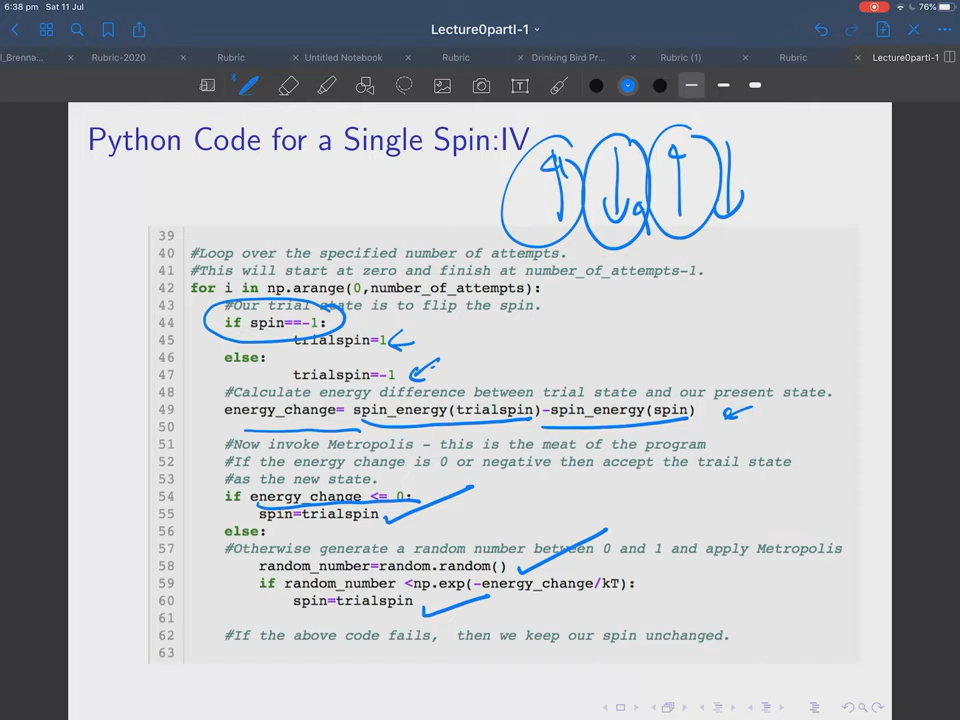 6:38 pm Sat 11 Jul
76%
Lecture0partI-1
I_Brenna... Rubric-2020 Rubric Untitled Notebook Rubric Drinking Bird Pr... Rubric (1) Rubric Lecture0partI-1
Python Code for a Single Spin:IV
39
40 #Loop over the specified number of attempts.
41 #This will start at zero and finish at number_of_attempts-1.
42 for i in np.arange(0,number_of_attempts):
43 #Our trial state is to flip the spin.
44 if spin==-1:
45 trialspin=1
46 else:
47 trialspin=-1
48 #Calculate energy difference between trial state and our present state.
49 energy_change= spin_energy(trialspin)-spin_energy(spin)
50
51 #Now invoke Metropolis - this is the meat of the program
52 #If the energy change is 0 or negative then accept the trail state
53 #as the new state.
54 if energy_change <= 0:
55 spin=trialspin
56 else:
57 #Otherwise generate a random number between 0 and 1 and apply Metropolis
58 random_number=random.random()
59 if random_number <np.exp(-energy_change/kT):
60 spin=trialspin
61
62 #If the above code fails, then we keep our spin unchanged.
63